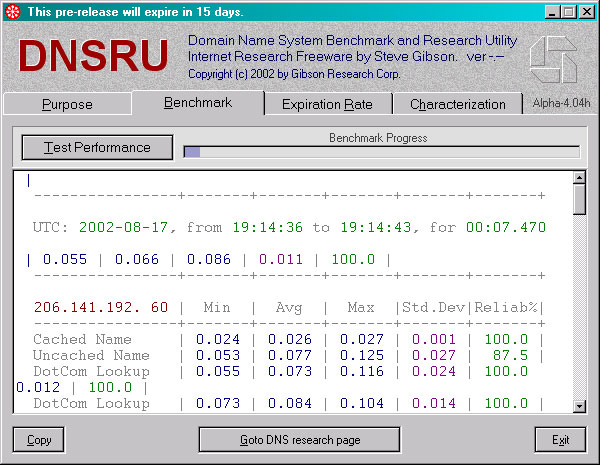 This pre-release will expire in 15 days.
DNSRU
Domain Name System Benchmark and Research Utility
Internet Research Freeware by Steve Gibson. ver -.--
Copyright (c) 2002 by Gibson Research Corp.
Purpose
Benchmark
Expiration Rate
Characterization
Alpha-4.04h
Test Performance
Benchmark Progress
|
----------------+-------+-------+-------+-------+-------+
UTC: 2002-08-17, from 19:14:36 to 19:14:43, for 00:07.470
| 0.055 | 0.066 | 0.086 | 0.011 | 100.0 |
----------------+-------+-------+-------+-------+-------+
206.141.192. 60 | Min | Avg | Max |Std.Dev|Reliab%|
----------------+-------+-------+-------+-------+-------+
Cached Name | 0.024 | 0.026 | 0.027 | 0.001 | 100.0 |
Uncached Name | 0.053 | 0.077 | 0.125 | 0.027 | 87.5 |
DotCom Lookup | 0.055 | 0.073 | 0.116 | 0.024 | 100.0
0.012 | 100.0 |
DotCom Lookup | 0.073 | 0.084 | 0.104 | 0.014 | 100.0 |
Copy
Goto DNS research page
Exit